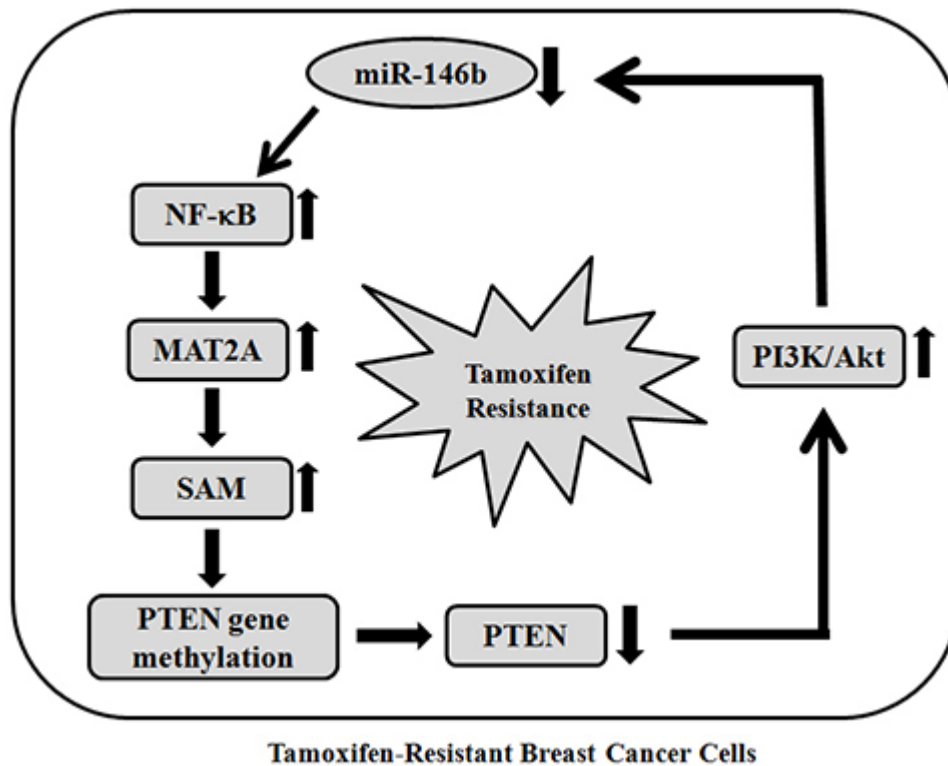 miR-146b
NF-κB
MAT2A
SAM
PTEN gene
methylation
PTEN
PI3K/Akt
Tamoxifen
Resistance
Tamoxifen-Resistant Breast Cancer Cells